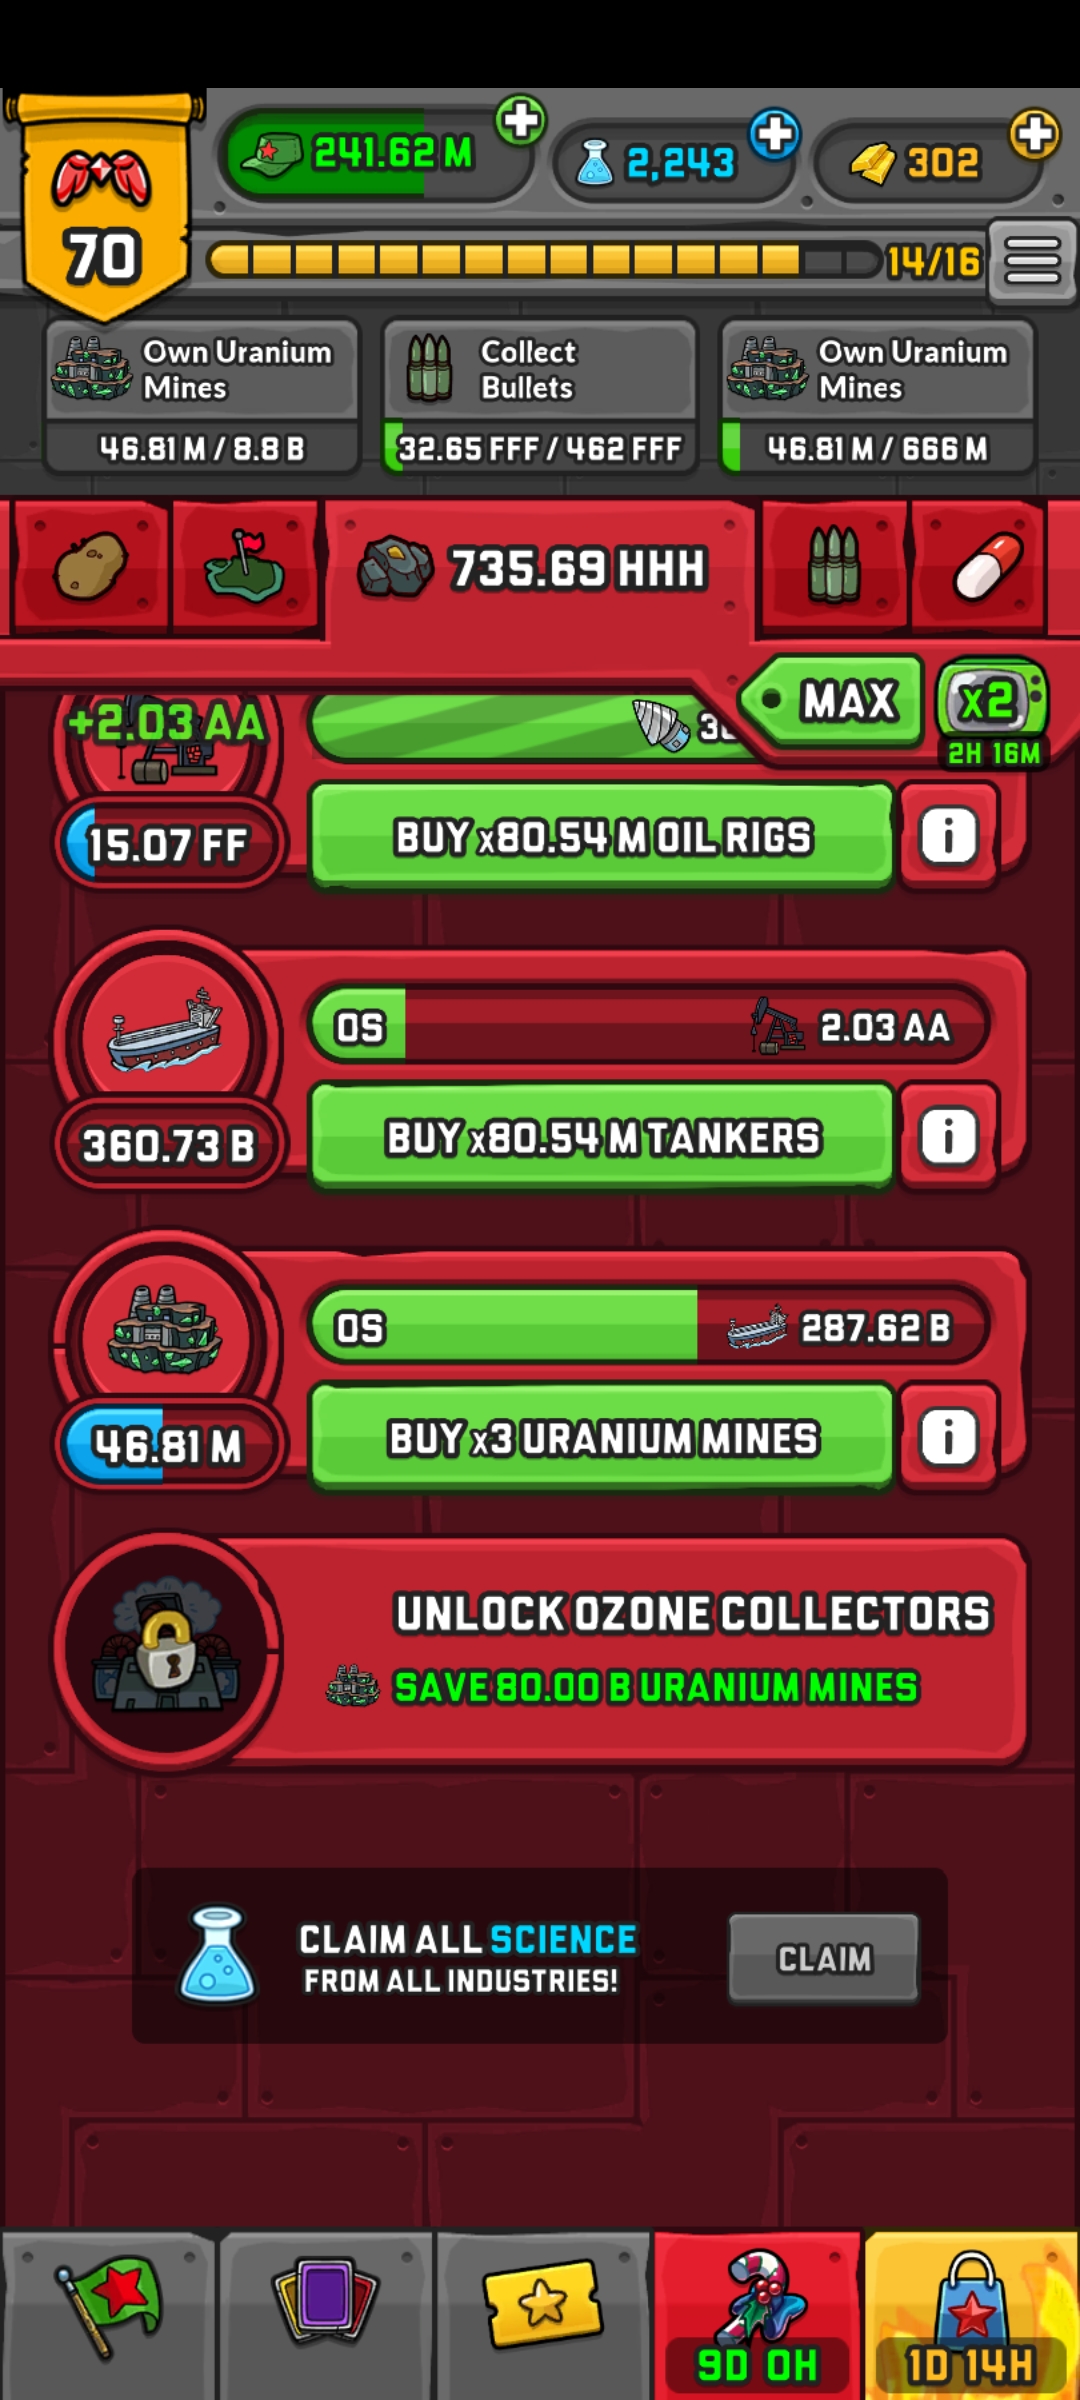 241.62 M
2,243
302
70
14/16
Own Uranium
Mines
46.81 M / 8.8 B
Collect
Bullets
32.65 FFF / 462 FFF
Own Uranium
Mines
46.81 M / 666 M
735.69 HHH
MAX
x2
2H 16M
+2.03 AA
15.07 FF
BUY x80.54 M OIL RIGS
i
0S
2.03 AA
360.73 B
BUY x80.54 M TANKERS
i
0S
287.62 B
46.81 M
BUY x3 URANIUM MINES
i
UNLOCK OZONE COLLECTORS
SAVE 80.00 B URANIUM MINES
CLAIM ALL SCIENCE
FROM ALL INDUSTRIES!
CLAIM
9D 0H
1D 14H